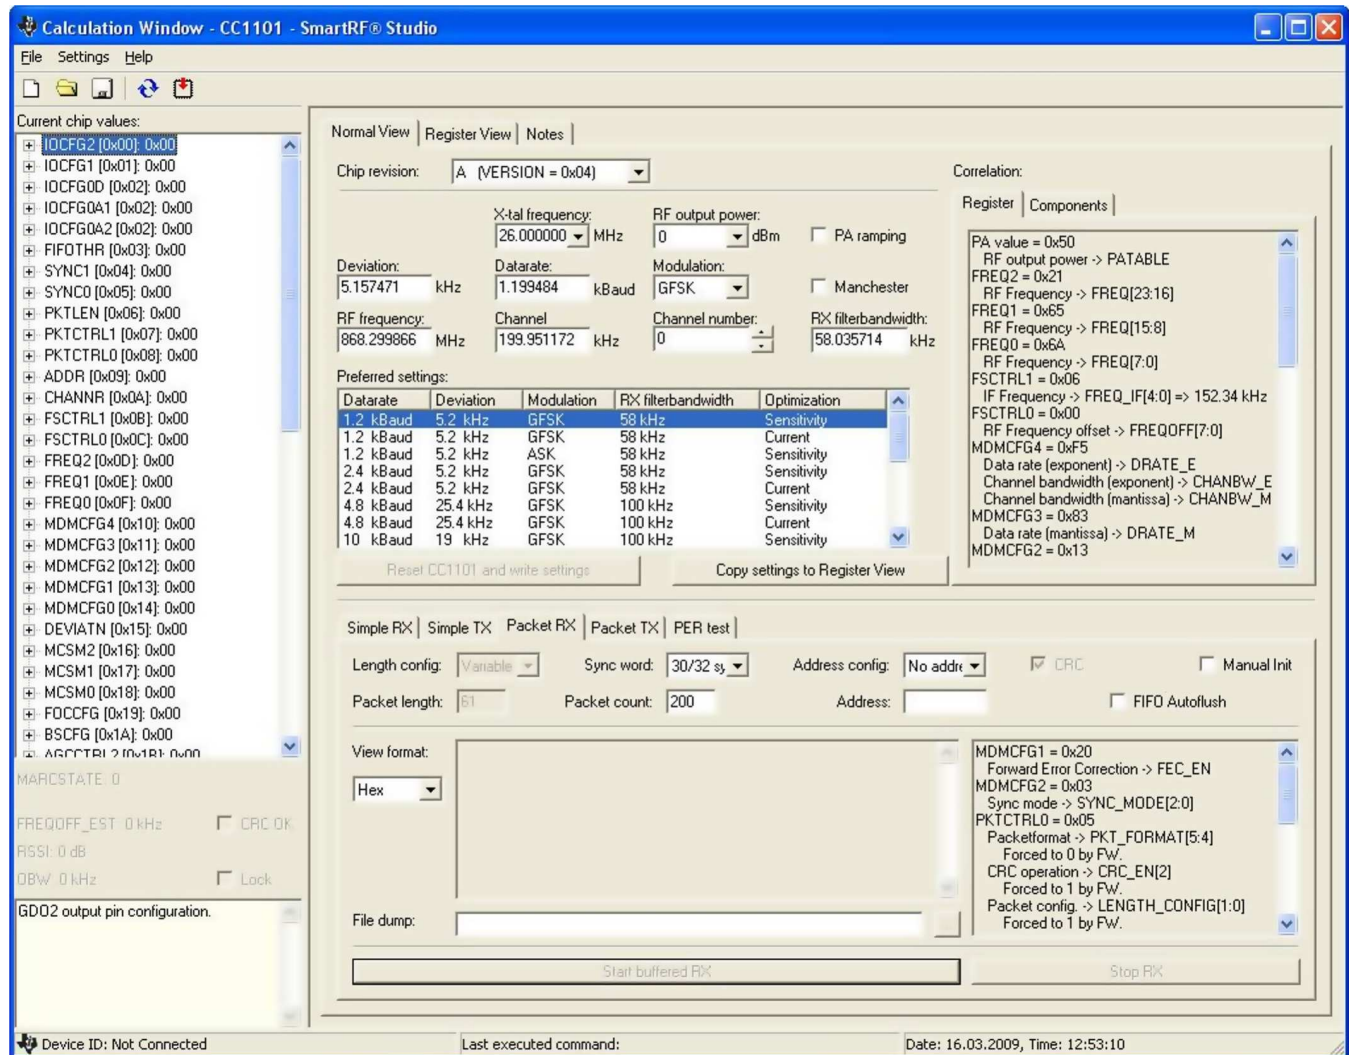 Calculation Window - CC1101 - SmartRF® Studio
File Settings Help
Current chip values:
IOCFG2 [0x00]: 0x00
IOCFG1 [0x01]: 0x00
IOCFG0D [0x02]: 0x00
IOCFG0A1 [0x02]: 0x00
IOCFG0A2 [0x02]: 0x00
FIFOTHR [0x03]: 0x00
SYNC1 [0x04]: 0x00
SYNC0 [0x05]: 0x00
PKTLEN [0x06]: 0x00
PKTCTRL1 [0x07]: 0x00
PKTCTRL0 [0x08]: 0x00
ADDR [0x09]: 0x00
CHANNR [0x0A]: 0x00
FSCTRL1 [0x0B]: 0x00
FSCTRL0 [0x0C]: 0x00
FREQ2 [0x0D]: 0x00
FREQ1 [0x0E]: 0x00
FREQ0 [0x0F]: 0x00
MDMCFG4 [0x10]: 0x00
MDMCFG3 [0x11]: 0x00
MDMCFG2 [0x12]: 0x00
MDMCFG1 [0x13]: 0x00
MDMCFG0 [0x14]: 0x00
DEVIATN [0x15]: 0x00
MCSM2 [0x16]: 0x00
MCSM1 [0x17]: 0x00
MCSM0 [0x18]: 0x00
FOCCFG [0x19]: 0x00
BSCFG [0x1A]: 0x00
AGCCTRL2 [0x1B]: 0x00
MARCSTATE: 0
FREQOFF_EST: 0 kHz CRC OK
RSSI: 0 dB
OBW: 0 kHz Lock
GDO2 output pin configuration.
Normal View Register View Notes
Chip revision: A (VERSION = 0x04)
X-tal frequency: RF output power:
26.000000 MHz 0 dBm PA ramping
Deviation: Datarate: Modulation:
5.157471 kHz 1.199484 kBaud GFSK Manchester
RF frequency: Channel Channel number: RX filterbandwidth:
868.299866 MHz 199.951172 kHz 0 58.035714 kHz
Preferred settings:
Datarate Deviation Modulation RX filterbandwidth Optimization
1.2 kBaud 5.2 kHz GFSK 58 kHz Sensitivity
1.2 kBaud 5.2 kHz GFSK 58 kHz Current
1.2 kBaud 5.2 kHz ASK 58 kHz Sensitivity
2.4 kBaud 5.2 kHz GFSK 58 kHz Sensitivity
2.4 kBaud 5.2 kHz GFSK 58 kHz Current
4.8 kBaud 25.4 kHz GFSK 100 kHz Sensitivity
4.8 kBaud 25.4 kHz GFSK 100 kHz Current
10 kBaud 19 kHz GFSK 100 kHz Sensitivity
Reset CC1101 and write settings Copy settings to Register View
Correlation:
Register Components
PA value = 0x50
RF output power -> PATABLE
FREQ2 = 0x21
RF Frequency -> FREQ[23:16]
FREQ1 = 0x65
RF Frequency -> FREQ[15:8]
FREQ0 = 0x6A
RF Frequency -> FREQ[7:0]
FSCTRL1 = 0x06
IF Frequency -> FREQ_IF[4:0] => 152.34 kHz
FSCTRL0 = 0x00
RF Frequency offset -> FREQOFF[7:0]
MDMCFG4 = 0xF5
Data rate (exponent) -> DRATE_E
Channel bandwidth (exponent) -> CHANBW_E
Channel bandwidth (mantissa) -> CHANBW_M
MDMCFG3 = 0x83
Data rate (mantissa) -> DRATE_M
MDMCFG2 = 0x13
Simple RX Simple TX Packet RX Packet TX PER test
Length config: Variable Sync word: 30/32 sy Address config: No addre CRC Manual Init
Packet length: 61 Packet count: 200 Address: FIFO Autoflush
View format:
Hex
File dump:
MDMCFG1 = 0x20
Forward Error Correction -> FEC_EN
MDMCFG2 = 0x03
Sync mode -> SYNC_MODE[2:0]
PKTCTRL0 = 0x05
Packetformat -> PKT_FORMAT[5:4]
Forced to 0 by FW.
CRC operation -> CRC_EN[2]
Forced to 1 by FW.
Packet config. -> LENGTH_CONFIG[1:0]
Forced to 1 by FW.
Start buffered RX Stop RX
Device ID: Not Connected Last executed command: Date: 16.03.2009, Time: 12:53:10